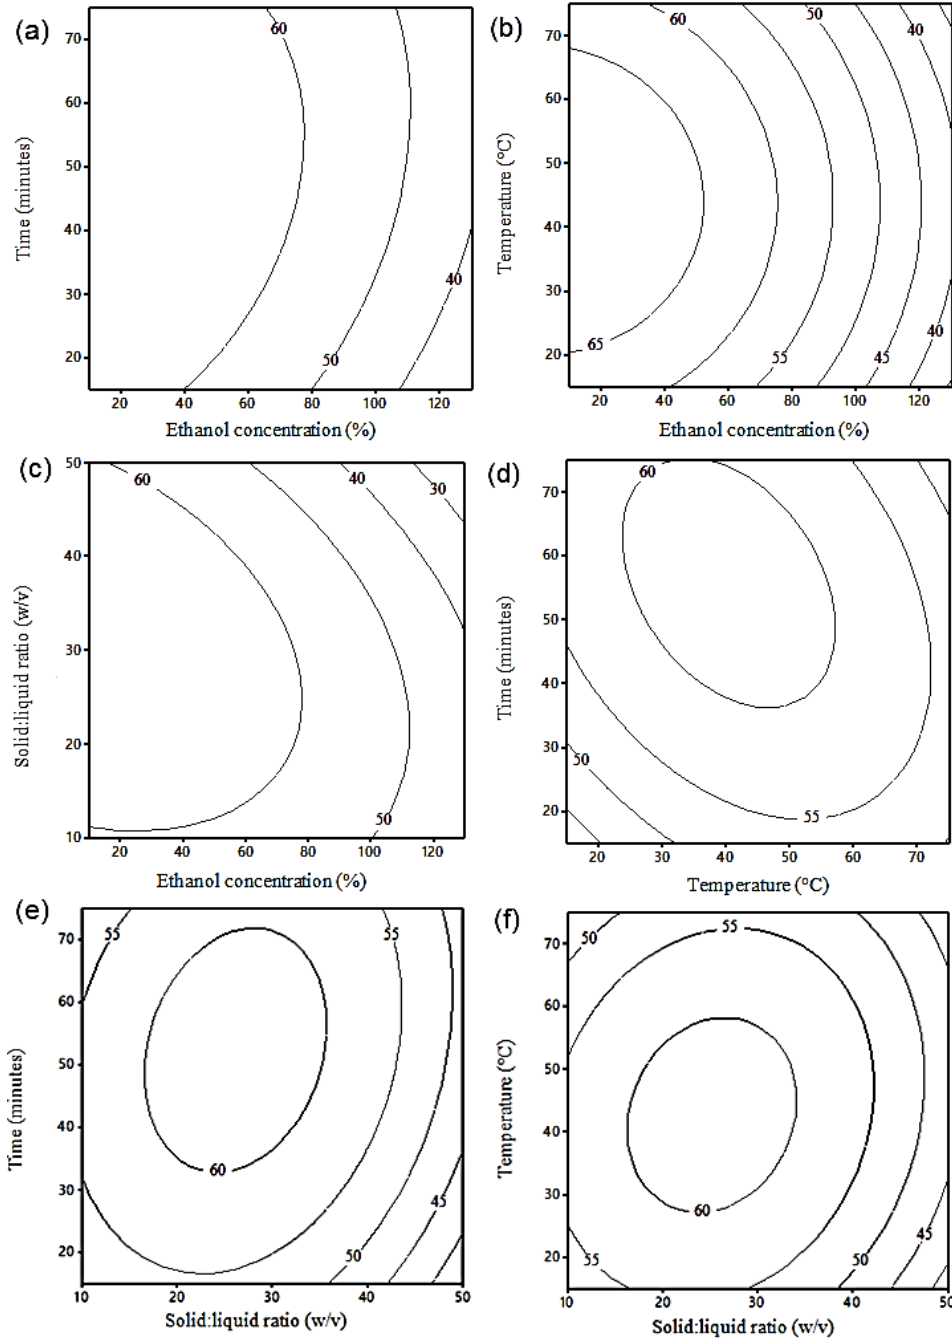 (a)
Time (minutes)
70
60
50
40
30
20
60
50
40
20 40 60 80 100 120
Ethanol concentration (%)
(b)
Temperature (°C)
70
60
50
40
30
20
60
50
40
65
55
45
40
20 40 60 80 100 120
Ethanol concentration (%)
(c)
Solid:liquid ratio (w/v)
50
40
30
20
10
60
40
30
50
20 40 60 80 100 120
Ethanol concentration (%)
(d)
Time (minutes)
70
60
50
40
30
20
60
50
55
20 30 40 50 60 70
Temperature (°C)
(e)
Time (minutes)
70
60
50
40
30
20
55
55
60
45
50
10 20 30 40 50
Solid:liquid ratio (w/v)
(f)
Temperature (°C)
70
60
50
40
30
20
50
55
60
55
50
45
10 20 30 40 50
Solid:liquid ratio (w/v)